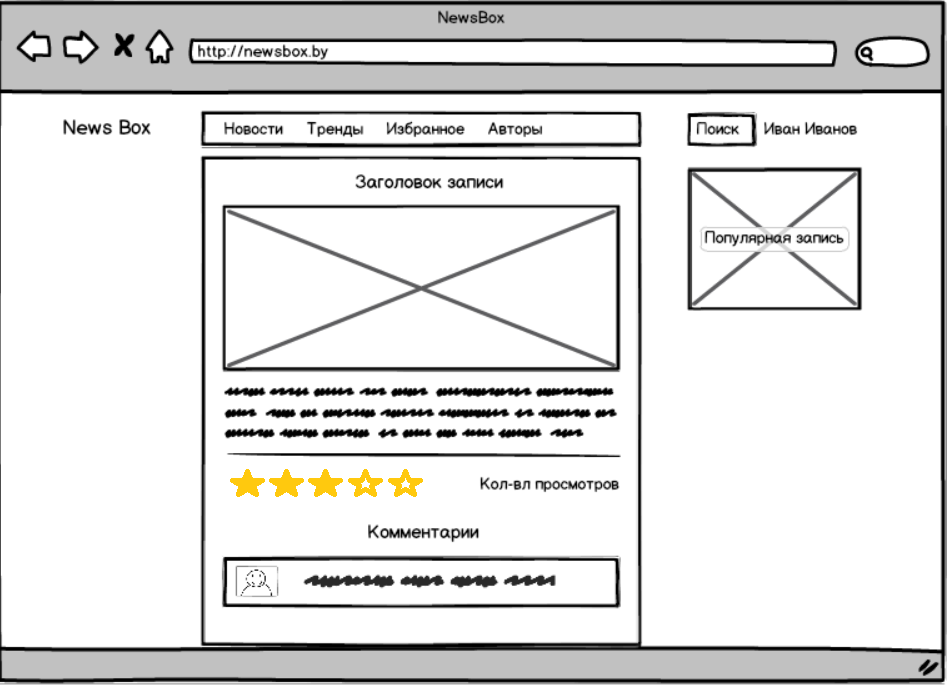 NewsBox
http://newsbox.by
News Box
Новости Тренды Избранное Авторы
Поиск Иван Иванов
Заголовок записи
Популярная запись
Кол-вл просмотров
Комментарии